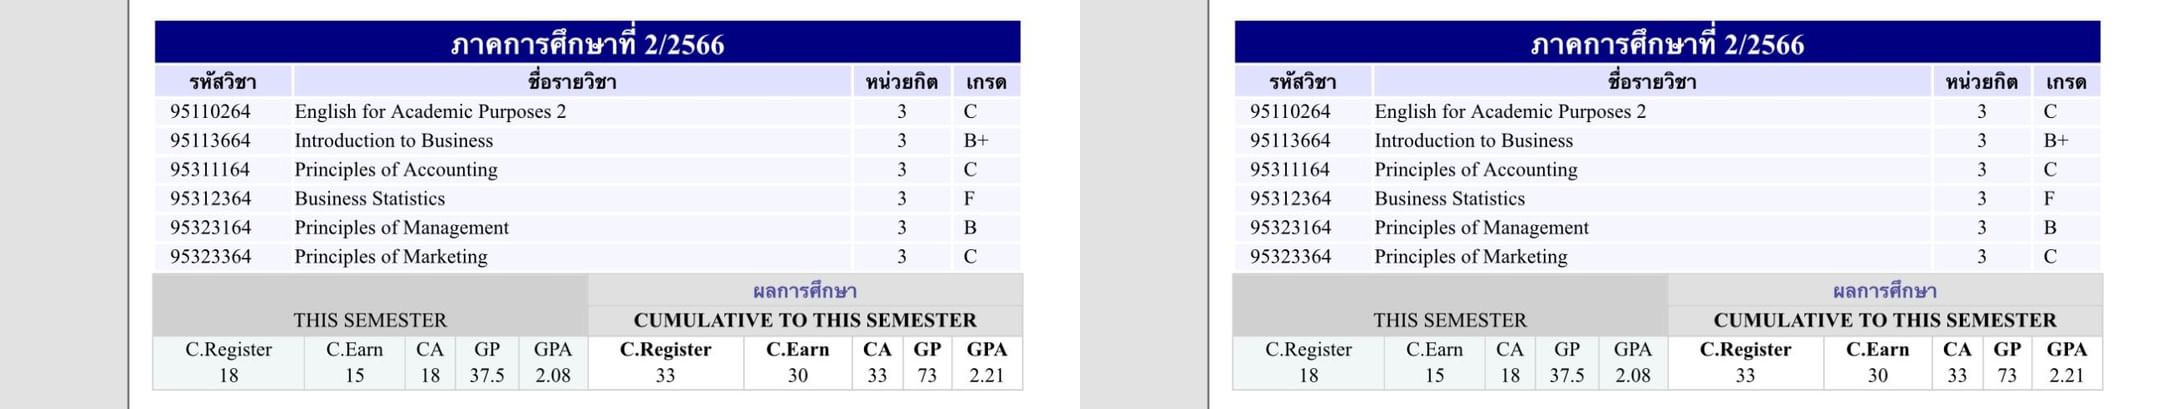 ภาคการศึกษาที่ 2/2566
รหัสวิชา ชื่อรายวิชา หน่วยกิต เกรด
95110264 English for Academic Purposes 2 3 C
95113664 Introduction to Business 3 B+
95311164 Principles of Accounting 3 C
95312364 Business Statistics 3 F
95323164 Principles of Management 3 B
95323364 Principles of Marketing 3 C
ผลการศึกษา
THIS SEMESTER CUMULATIVE TO THIS SEMESTER
C.Register C.Earn CA GP GPA C.Register C.Earn CA GP GPA
18 15 18 37.5 2.08 33 30 33 73 2.21
ภาคการศึกษาที่ 2/2566
รหัสวิชา ชื่อรายวิชา หน่วยกิต เกรด
95110264 English for Academic Purposes 2 3 C
95113664 Introduction to Business 3 B+
95311164 Principles of Accounting 3 C
95312364 Business Statistics 3 F
95323164 Principles of Management 3 B
95323364 Principles of Marketing 3 C
ผลการศึกษา
THIS SEMESTER CUMULATIVE TO THIS SEMESTER
C.Register C.Earn CA GP GPA C.Register C.Earn CA GP GPA
18 15 18 37.5 2.08 33 30 33 73 2.21